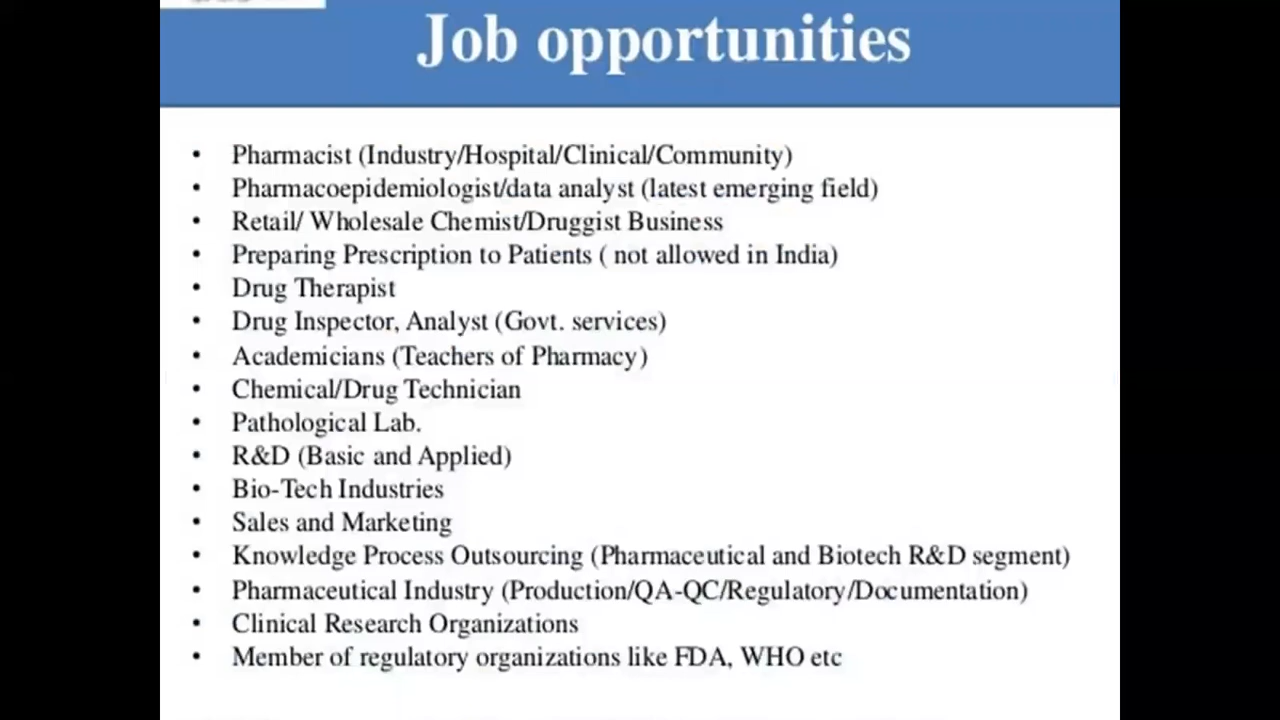 Job opportunities
• Pharmacist (Industry/Hospital/Clinical/Community)
• Pharmacoepidemiologist/data analyst (latest emerging field)
• Retail/ Wholesale Chemist/Druggist Business
• Preparing Prescription to Patients ( not allowed in India)
• Drug Therapist
• Drug Inspector, Analyst (Govt. services)
• Academicians (Teachers of Pharmacy)
• Chemical/Drug Technician
• Pathological Lab.
• R&D (Basic and Applied)
• Bio-Tech Industries
• Sales and Marketing
• Knowledge Process Outsourcing (Pharmaceutical and Biotech R&D segment)
• Pharmaceutical Industry (Production/QA-QC/Regulatory/Documentation)
• Clinical Research Organizations
• Member of regulatory organizations like FDA, WHO etc